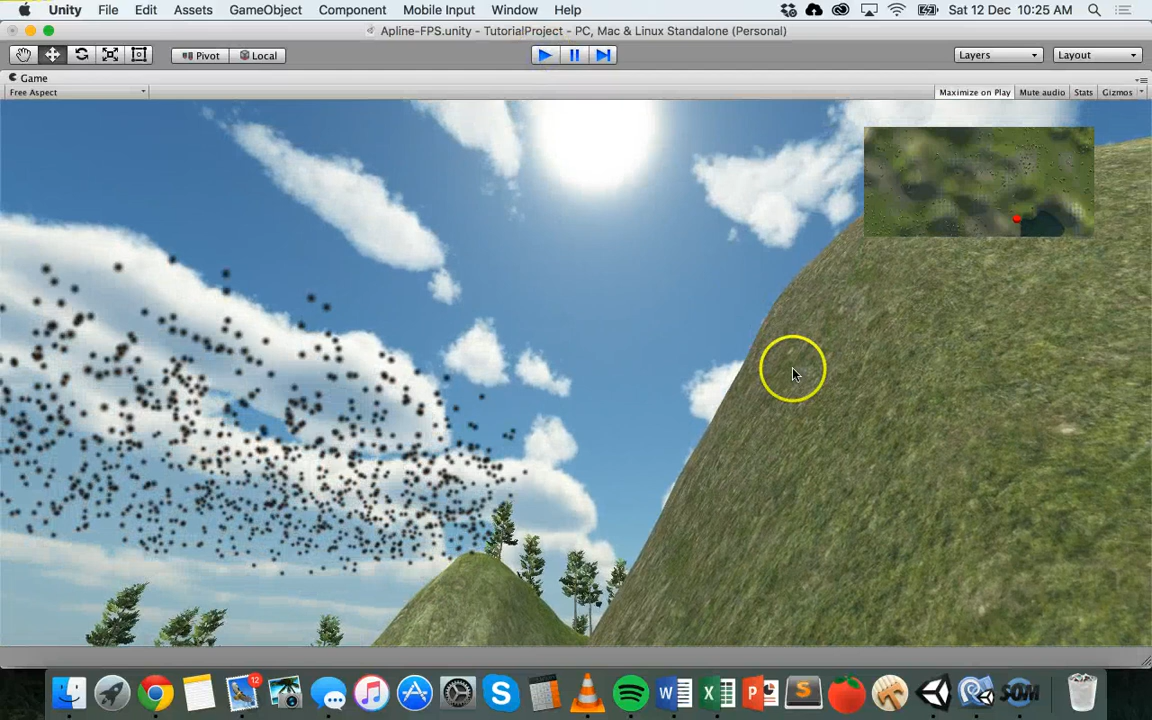 Unity File Edit Assets GameObject Component Mobile Input Window Help Sat 12 Dec 10:25 AM
Apline-FPS.unity - TutorialProject - PC, Mac & Linux Standalone (Personal)
Pivot Local Layers Layout
Game
Free Aspect Maximize on Play Mute audio Stats Gizmos
12
W X P S SOM